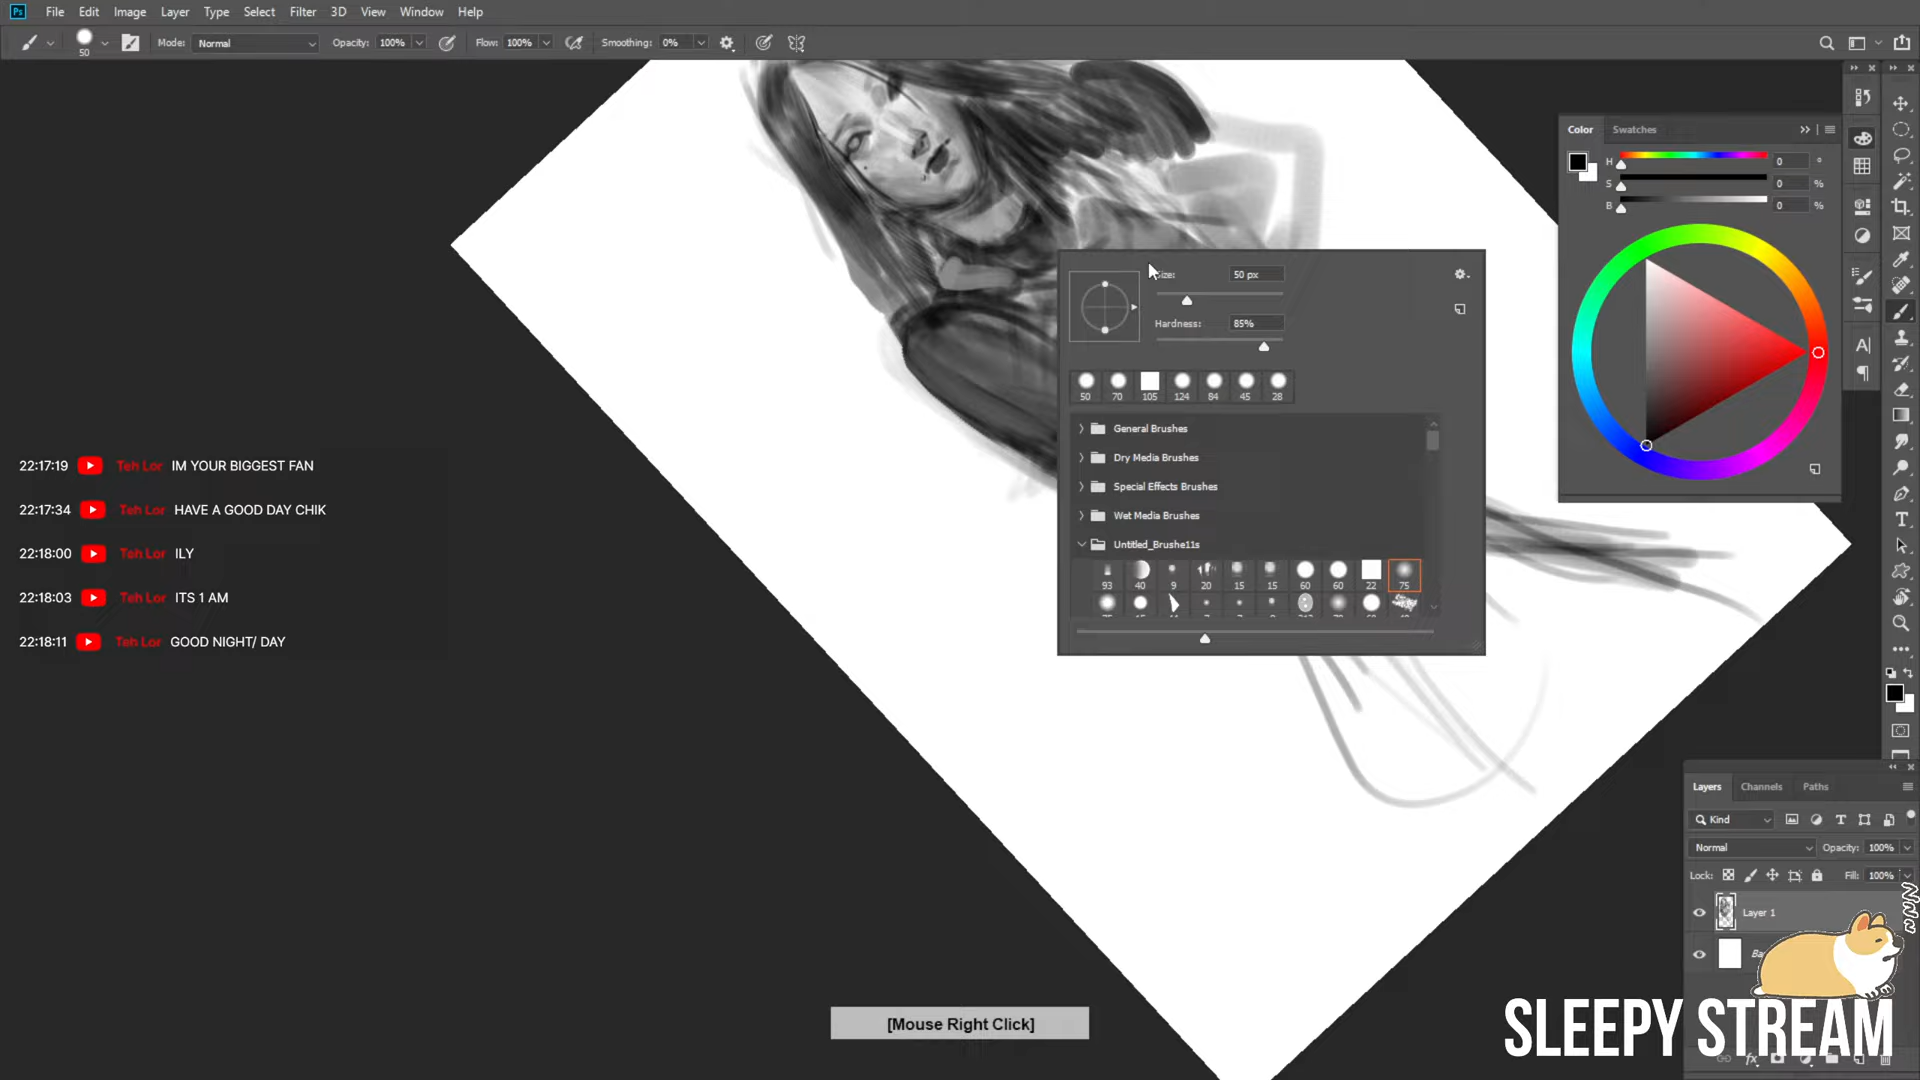 Ps File Edit Image Layer Type Select Filter 3D View Window Help
50 Mode: Normal Opacity: 100% Flow: 100% Smoothing: 0%
Color Swatches
H 0 °
S 0 %
B 0 %
Size: 50 px
Hardness: 85%
50 70 105 124 84 45 28
General Brushes
Dry Media Brushes
Special Effects Brushes
Wet Media Brushes
Untitled_Brushe11s
93 40 9 20 15 15 60 60 22 75
22:17:19 Teh Lor IM YOUR BIGGEST FAN
22:17:34 Teh Lor HAVE A GOOD DAY CHIK
22:18:00 Teh Lor ILY
22:18:03 Teh Lor ITS 1 AM
22:18:11 Teh Lor GOOD NIGHT/ DAY
Layers Channels Paths
Kind
Normal Opacity: 100%
Lock: Fill: 100%
Layer 1
[Mouse Right Click]
SLEEPY STREAM